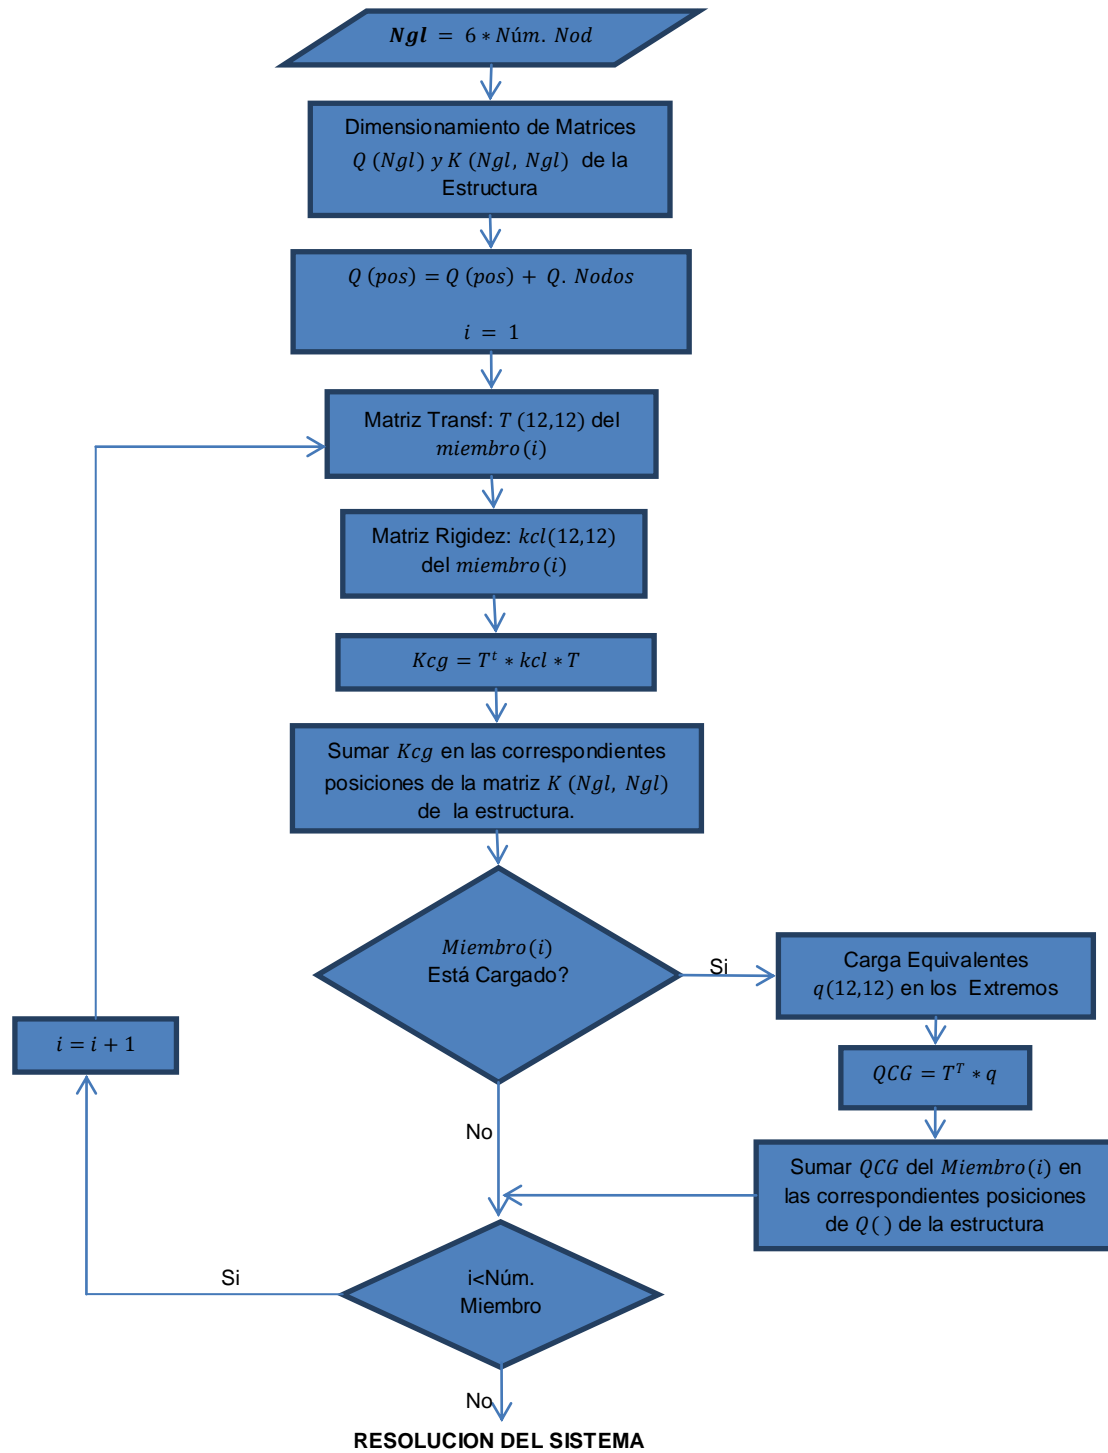 Ngl = 6 * Núm. Nod
Dimensionamiento de Matrices
Q (Ngl) y K (Ngl, Ngl) de la
Estructura
Q (pos) = Q (pos) + Q. Nodos
i = 1
Matriz Transf: T (12,12) del
miembro(i)
Matriz Rigidez: kcl(12,12)
del miembro(i)
Kcg = Tᵗ * kcl * T
Sumar Kcg en las correspondientes
posiciones de la matriz K (Ngl, Ngl)
de la estructura.
Miembro(i)
Está Cargado?
Si
Carga Equivalentes
q(12,12) en los Extremos
i = i + 1
QCG = Tᵀ * q
No
Sumar QCG del Miembro(i) en
las correspondientes posiciones
de Q( ) de la estructura
Si
i<Núm.
Miembro
No
RESOLUCION DEL SISTEMA